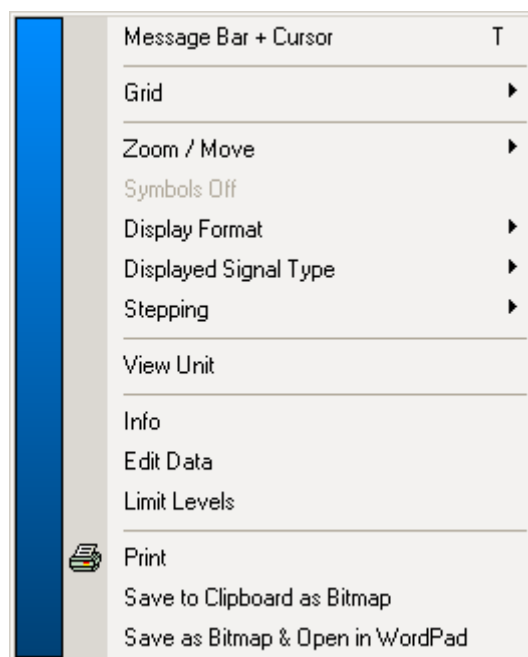 Message Bar + Cursor T
Grid
Zoom / Move
Symbols Off
Display Format
Displayed Signal Type
Stepping
View Unit
Info
Edit Data
Limit Levels
Print
Save to Clipboard as Bitmap
Save as Bitmap & Open in WordPad